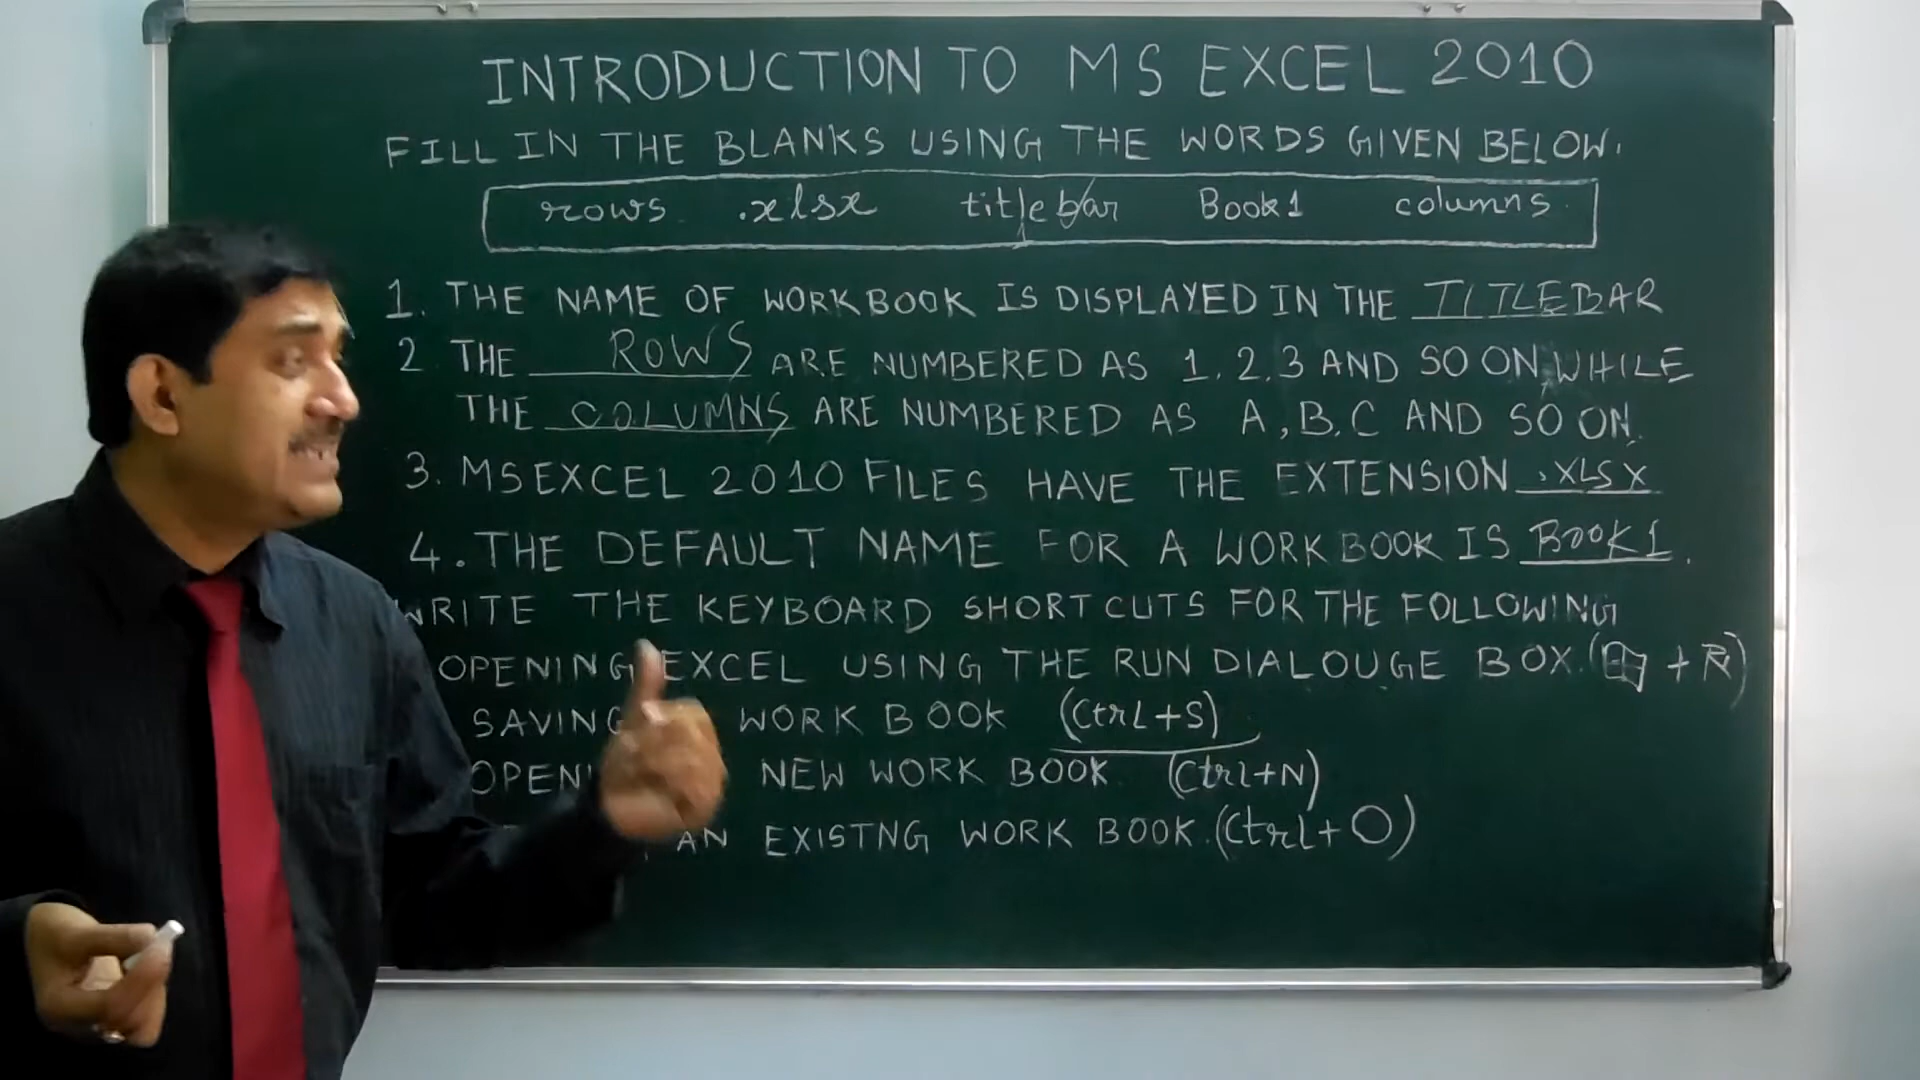 INTRODUCTION TO MS EXCEL 2010
FILL IN THE BLANKS USING THE WORDS GIVEN BELOW.
rows .xlsx title bar Book1 columns
1. THE NAME OF WORKBOOK IS DISPLAYED IN THE TITLEBAR
2. THE ROWS ARE NUMBERED AS 1, 2, 3 AND SO ON, WHILE
THE COLUMNS ARE NUMBERED AS A, B, C AND SO ON.
3. MSEXCEL 2010 FILES HAVE THE EXTENSION .XLSX
4. THE DEFAULT NAME FOR A WORKBOOK IS BOOK1.
WRITE THE KEYBOARD SHORTCUTS FOR THE FOLLOWING
OPENING EXCEL USING THE RUN DIALOUGE BOX. ( + R)
SAVING WORK BOOK (Ctrl+S)
NEW WORK BOOK. (Ctrl+N)
AN EXISTNG WORK BOOK. (Ctrl+O)